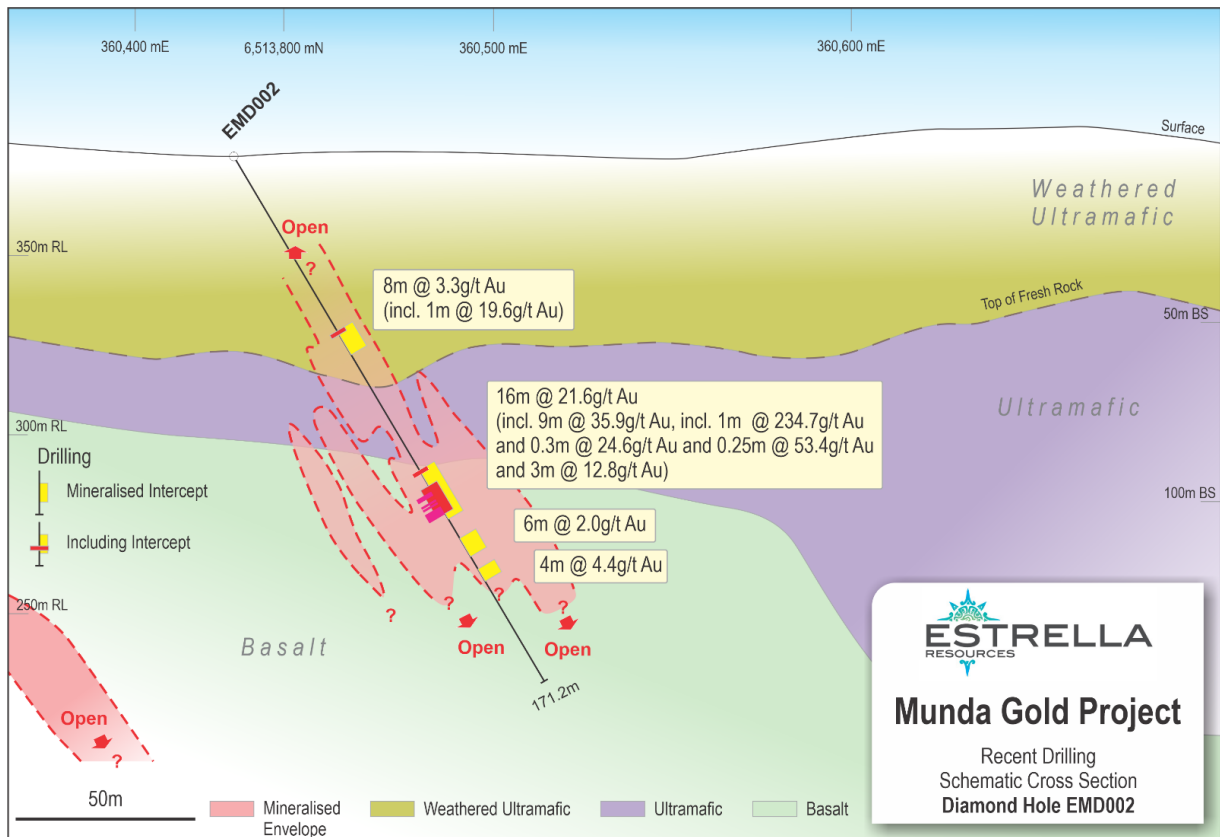 360,400 mE
6,513,800 mN
360,500 mE
360,600 mE
EMD002
Surface
Weathered
Ultramafic
Open
?
350m RL
8m @ 3.3g/t Au
(incl. 1m @ 19.6g/t Au)
Top of Fresh Rock
50m BS
16m @ 21.6g/t Au
(incl. 9m @ 35.9g/t Au, incl. 1m @ 234.7g/t Au
and 0.3m @ 24.6g/t Au and 0.25m @ 53.4g/t Au
and 3m @ 12.8g/t Au)
Ultramafic
300m RL
Drilling
Mineralised Intercept
Including Intercept
100m BS
6m @ 2.0g/t Au
4m @ 4.4g/t Au
250m RL
?
?
?
?
Open
Open
Basalt
171.2m
Open
?
50m
Mineralised
Envelope
Weathered Ultramafic
Ultramafic
Basalt
ESTRELLA
RESOURCES
Munda Gold Project
Recent Drilling
Schematic Cross Section
Diamond Hole EMD002